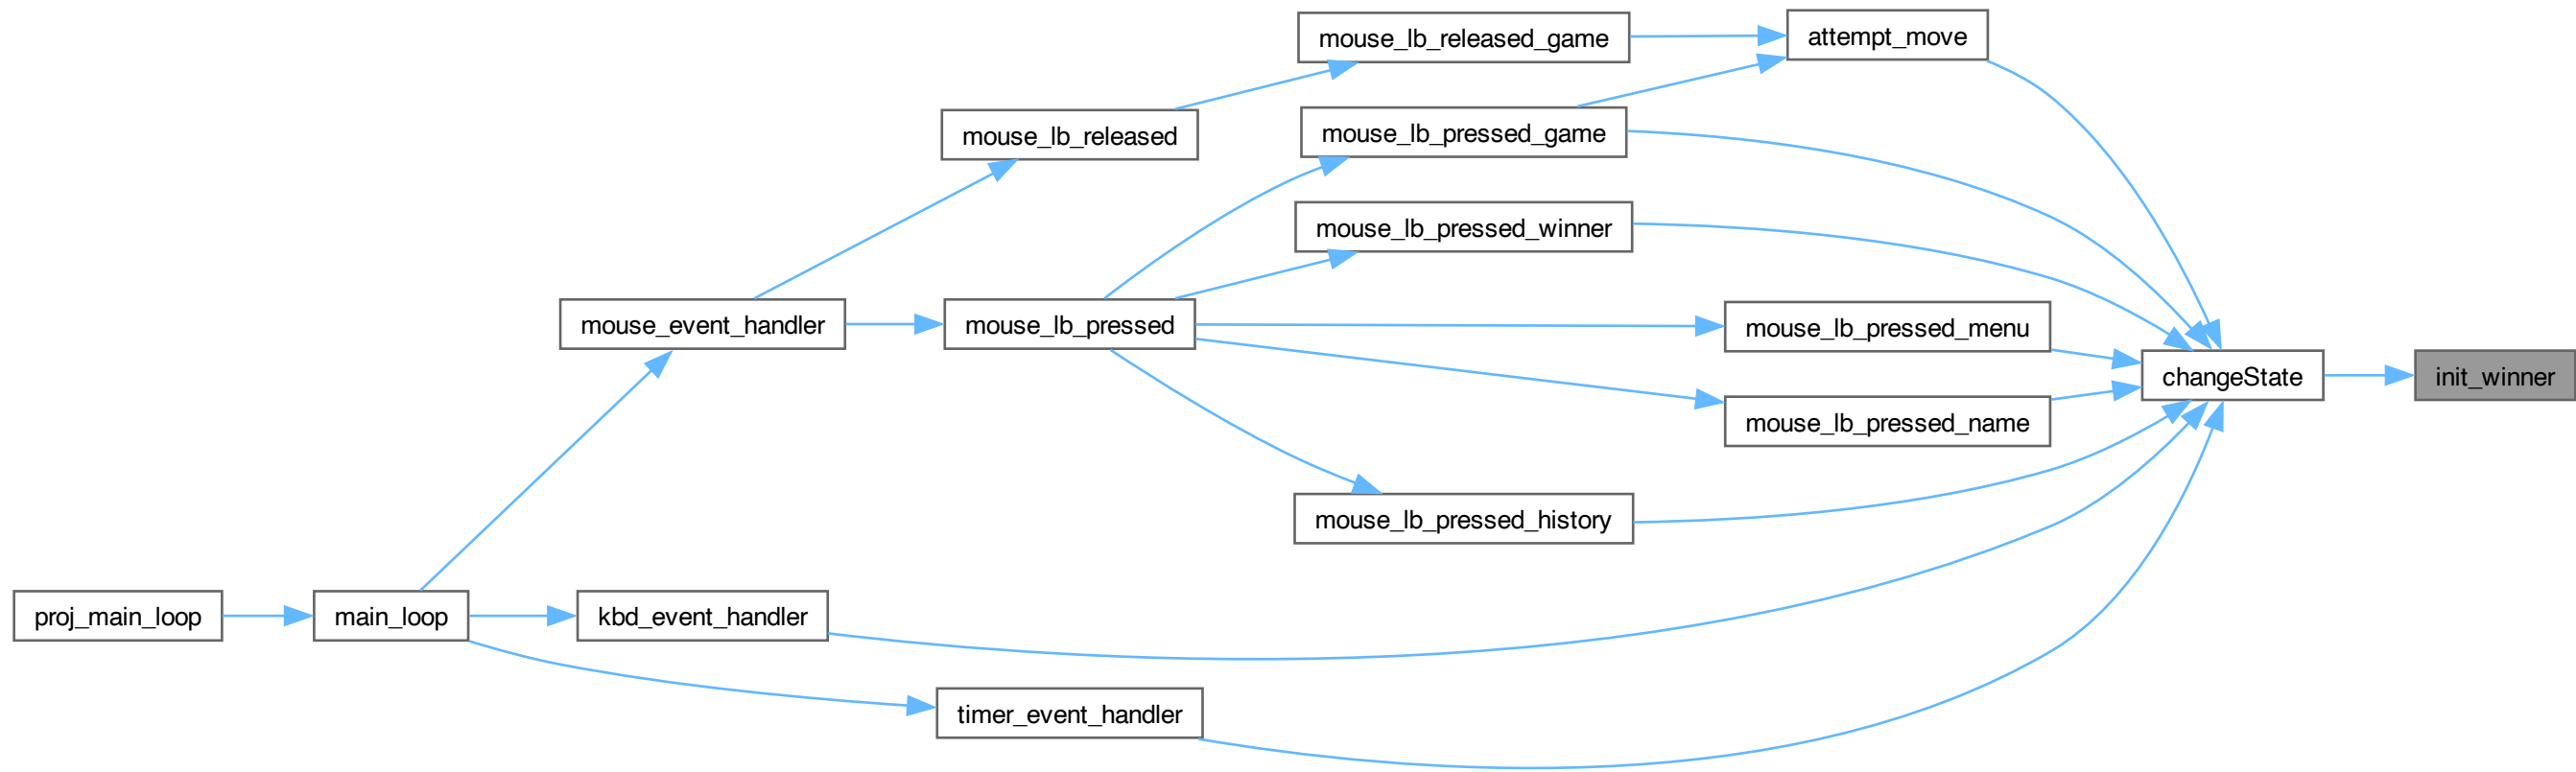 mouse_lb_released_game
attempt_move
mouse_lb_released
mouse_lb_pressed_game
mouse_lb_pressed_winner
mouse_event_handler
mouse_lb_pressed
mouse_lb_pressed_menu
changeState
init_winner
mouse_lb_pressed_name
mouse_lb_pressed_history
proj_main_loop
main_loop
kbd_event_handler
timer_event_handler